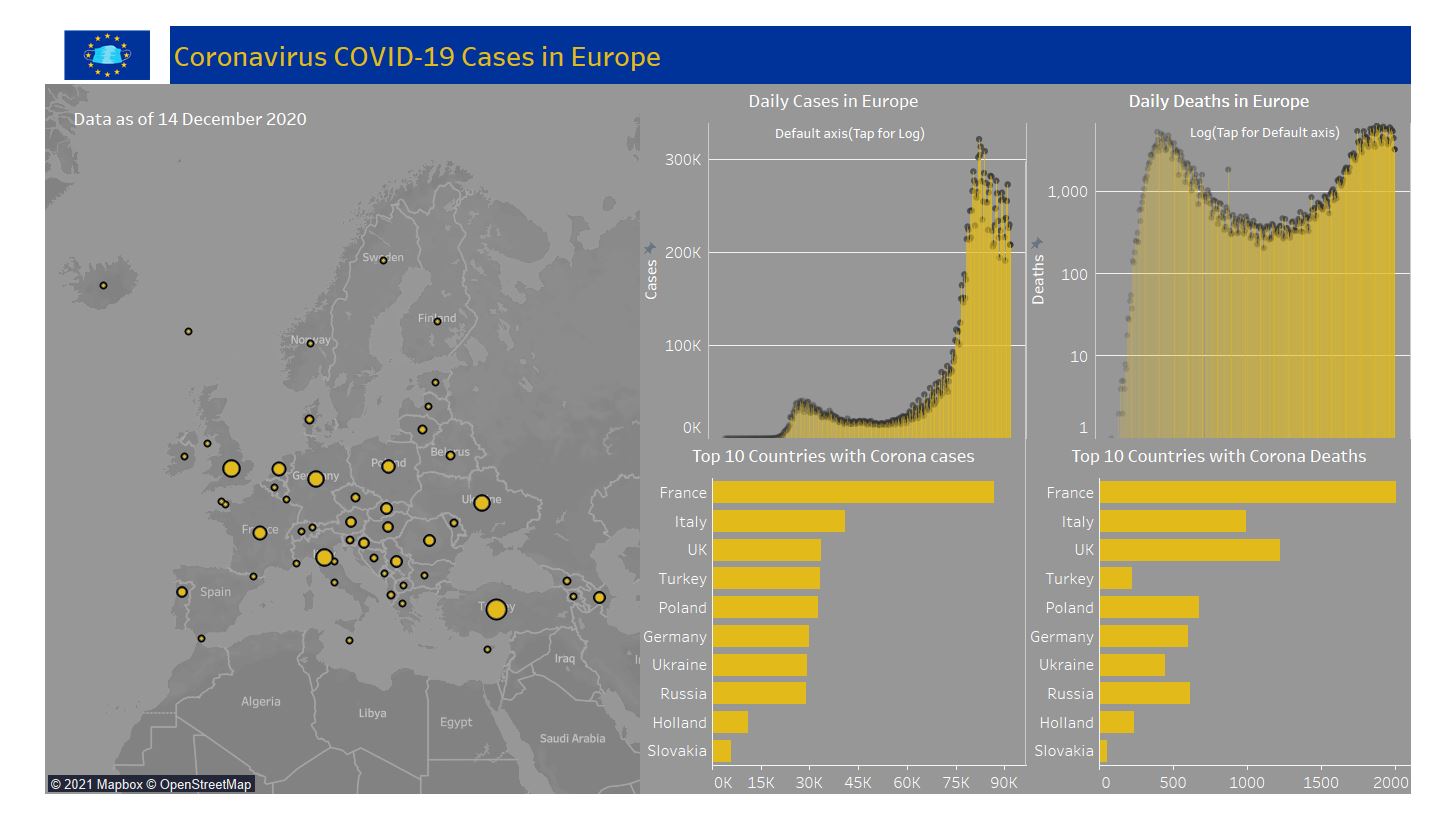 Coronavirus COVID-19 Cases in Europe
Data as of 14 December 2020
Sweden
Finland
Norway
Belarus
Poland
Germany
Ukraine
France
Spain
Turkey
Iraq
Algeria
Libya
Egypt
Saudi Arabia
© 2021 Mapbox © OpenStreetMap
Daily Cases in Europe
Default axis(Tap for Log)
Cases
300K
200K
100K
0K
Daily Deaths in Europe
Log(Tap for Default axis)
Deaths
1,000
100
10
1
Top 10 Countries with Corona cases
France
Italy
UK
Turkey
Poland
Germany
Ukraine
Russia
Holland
Slovakia
0K 15K 30K 45K 60K 75K 90K
Top 10 Countries with Corona Deaths
France
Italy
UK
Turkey
Poland
Germany
Ukraine
Russia
Holland
Slovakia
0 500 1000 1500 2000